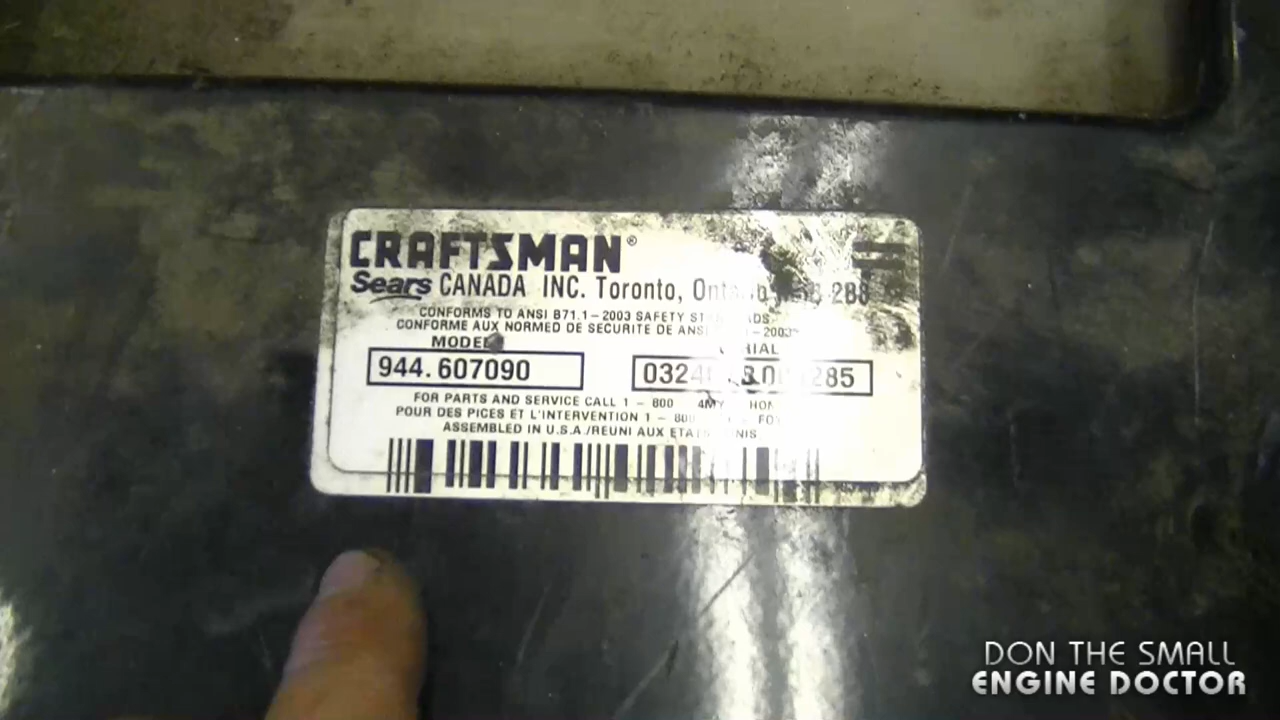 CRAFTSMAN®
Sears CANADA INC. Toronto, 2B8
CONFORMS TO ANSI B71.1-2003 SAFETY
CONFORME AUX NORMED DE SECURITE DE
944.607090
FOR PARTS AND SERVICE CALL 1 - 800 4MY
POUR DES PICES ET L'INTERVENTION 1 -
ASSEMBLED IN U.S.A./REUNI AUX
DON THE SMALL
ENGINE DOCTOR